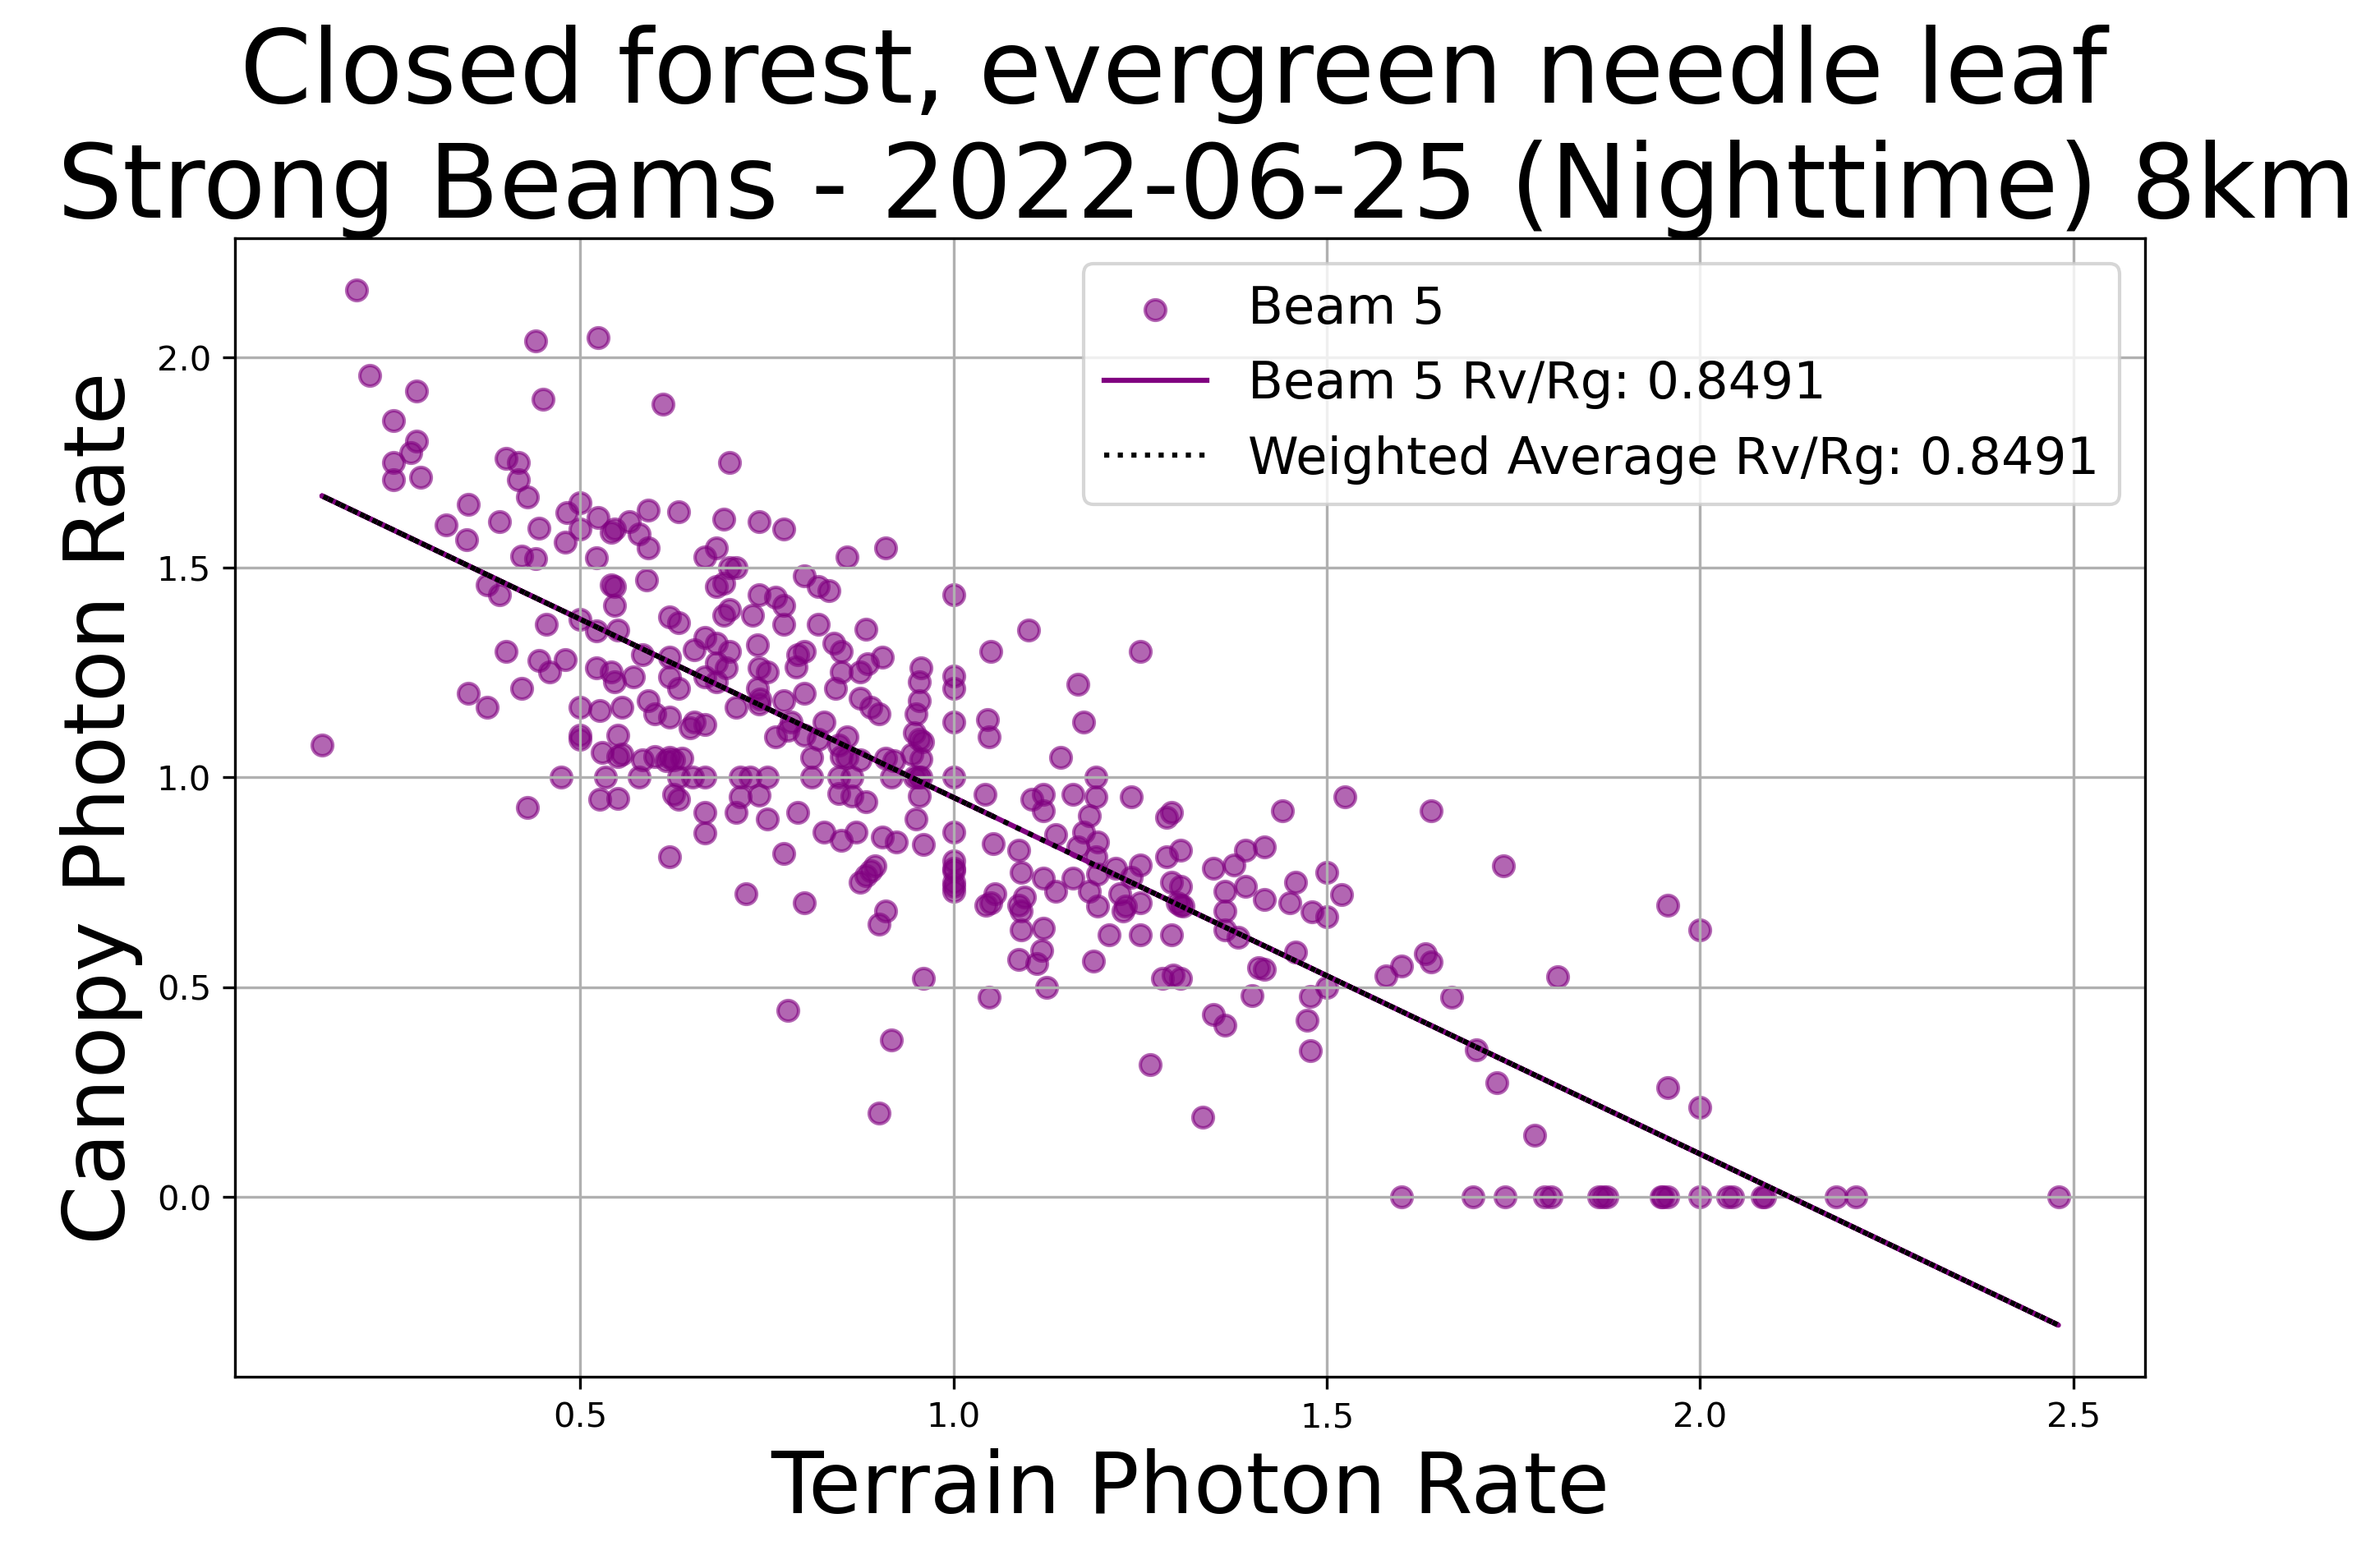 Closed forest, evergreen needle leaf
Strong Beams - 2022-06-25 (Nighttime) 8km
Beam 5
Beam 5 Rv/Rg: 0.8491
Weighted Average Rv/Rg: 0.8491
Canopy Photon Rate
2.0
1.5
1.0
0.5
0.0
0.5 1.0 1.5 2.0 2.5
Terrain Photon Rate